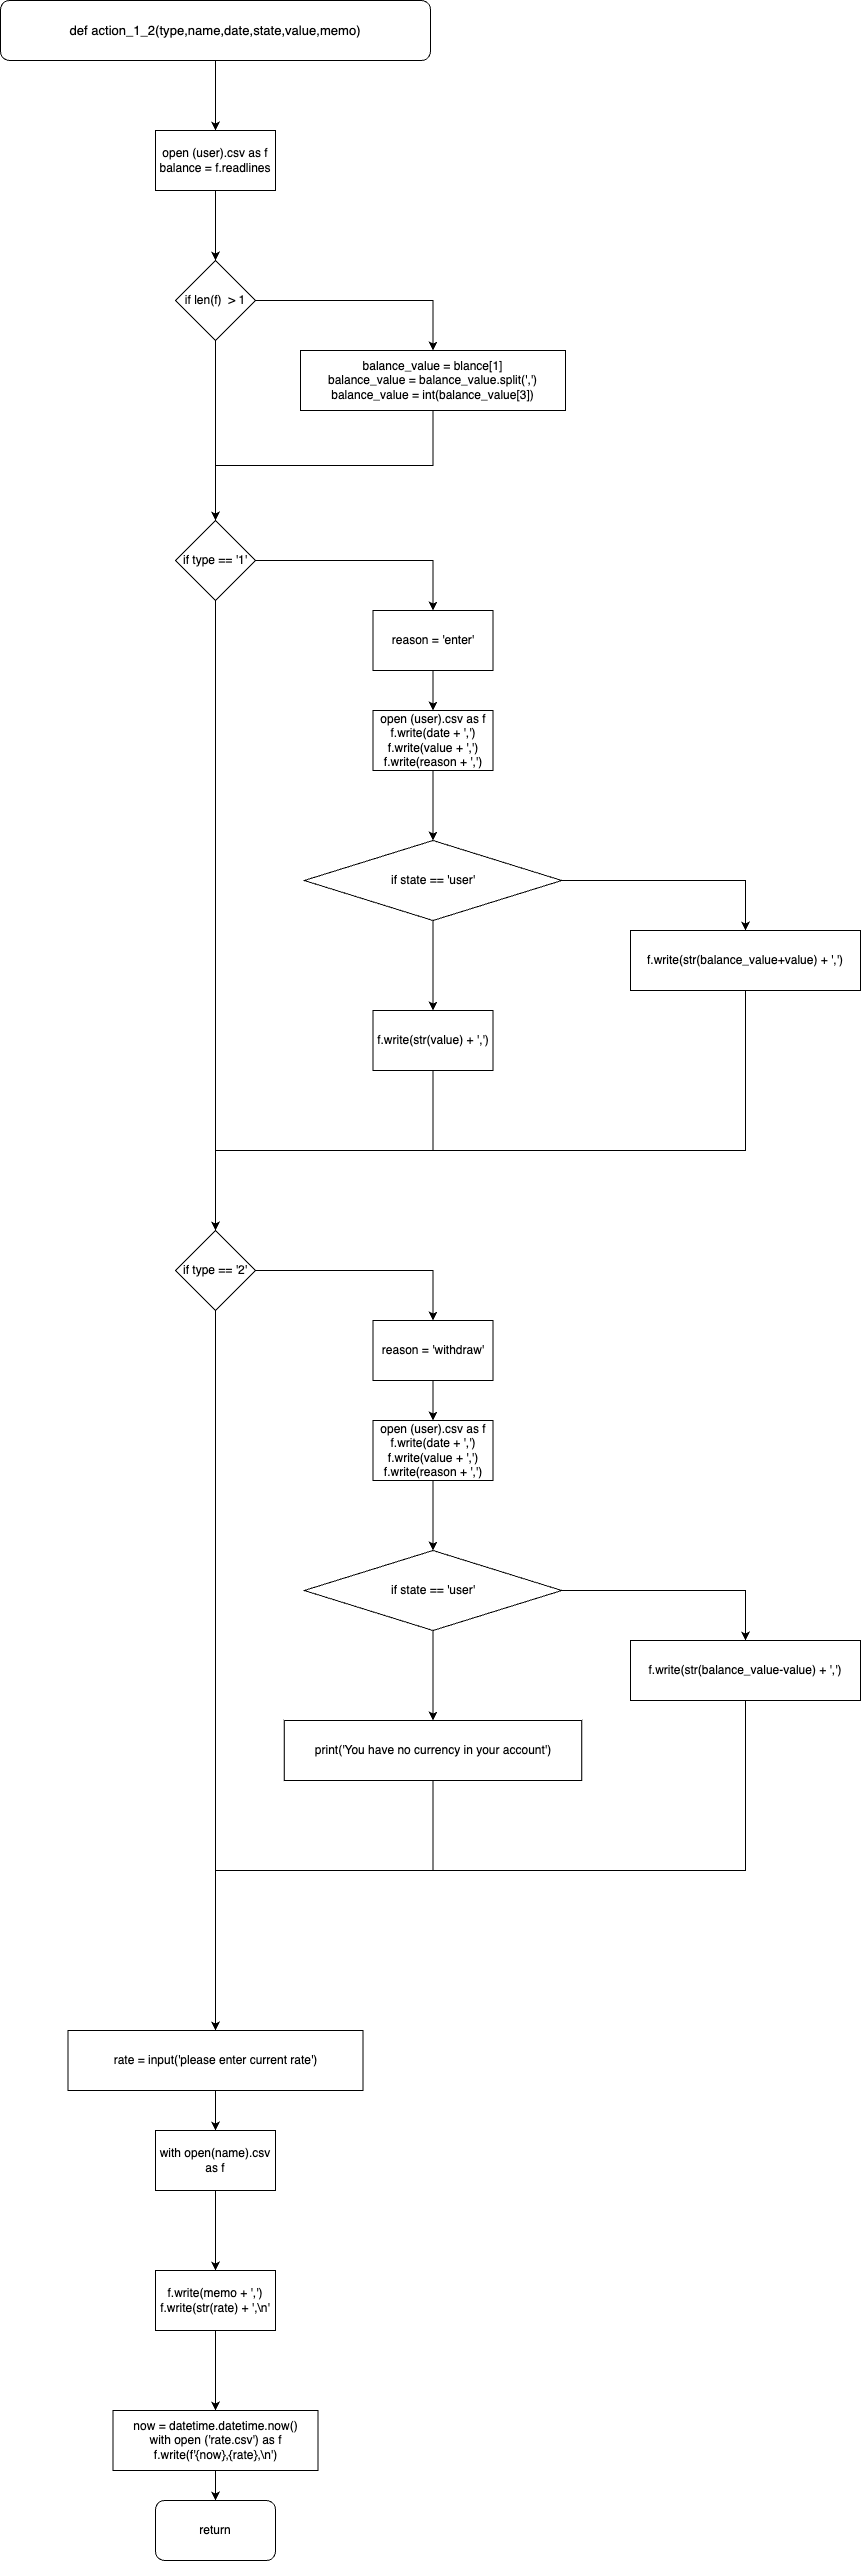 def action_1_2(type,name,date,state,value,memo)
open (user).csv as f
balance = f.readlines
if len(f)  > 1
balance_value = blance[1]
balance_value = balance_value.split(',')
balance_value = int(balance_value[3])
if type == '1'
reason = 'enter'
open (user).csv as f
f.write(date + ',')
f.write(value + ',')
f.write(reason + ',')
if state == 'user'
f.write(str(balance_value+value) + ',')
f.write(str(value) + ',')
if type == '2'
reason = 'withdraw'
open (user).csv as f
f.write(date + ',')
f.write(value + ',')
f.write(reason + ',')
if state == 'user'
f.write(str(balance_value-value) + ',')
print('You have no currency in your account')
rate = input('please enter current rate')
with open(name).csv
as f
f.write(memo + ',')
f.write(str(rate) + ',\n'
now = datetime.datetime.now()
with open ('rate.csv') as f
f.write(f'{now},{rate},\n')
return